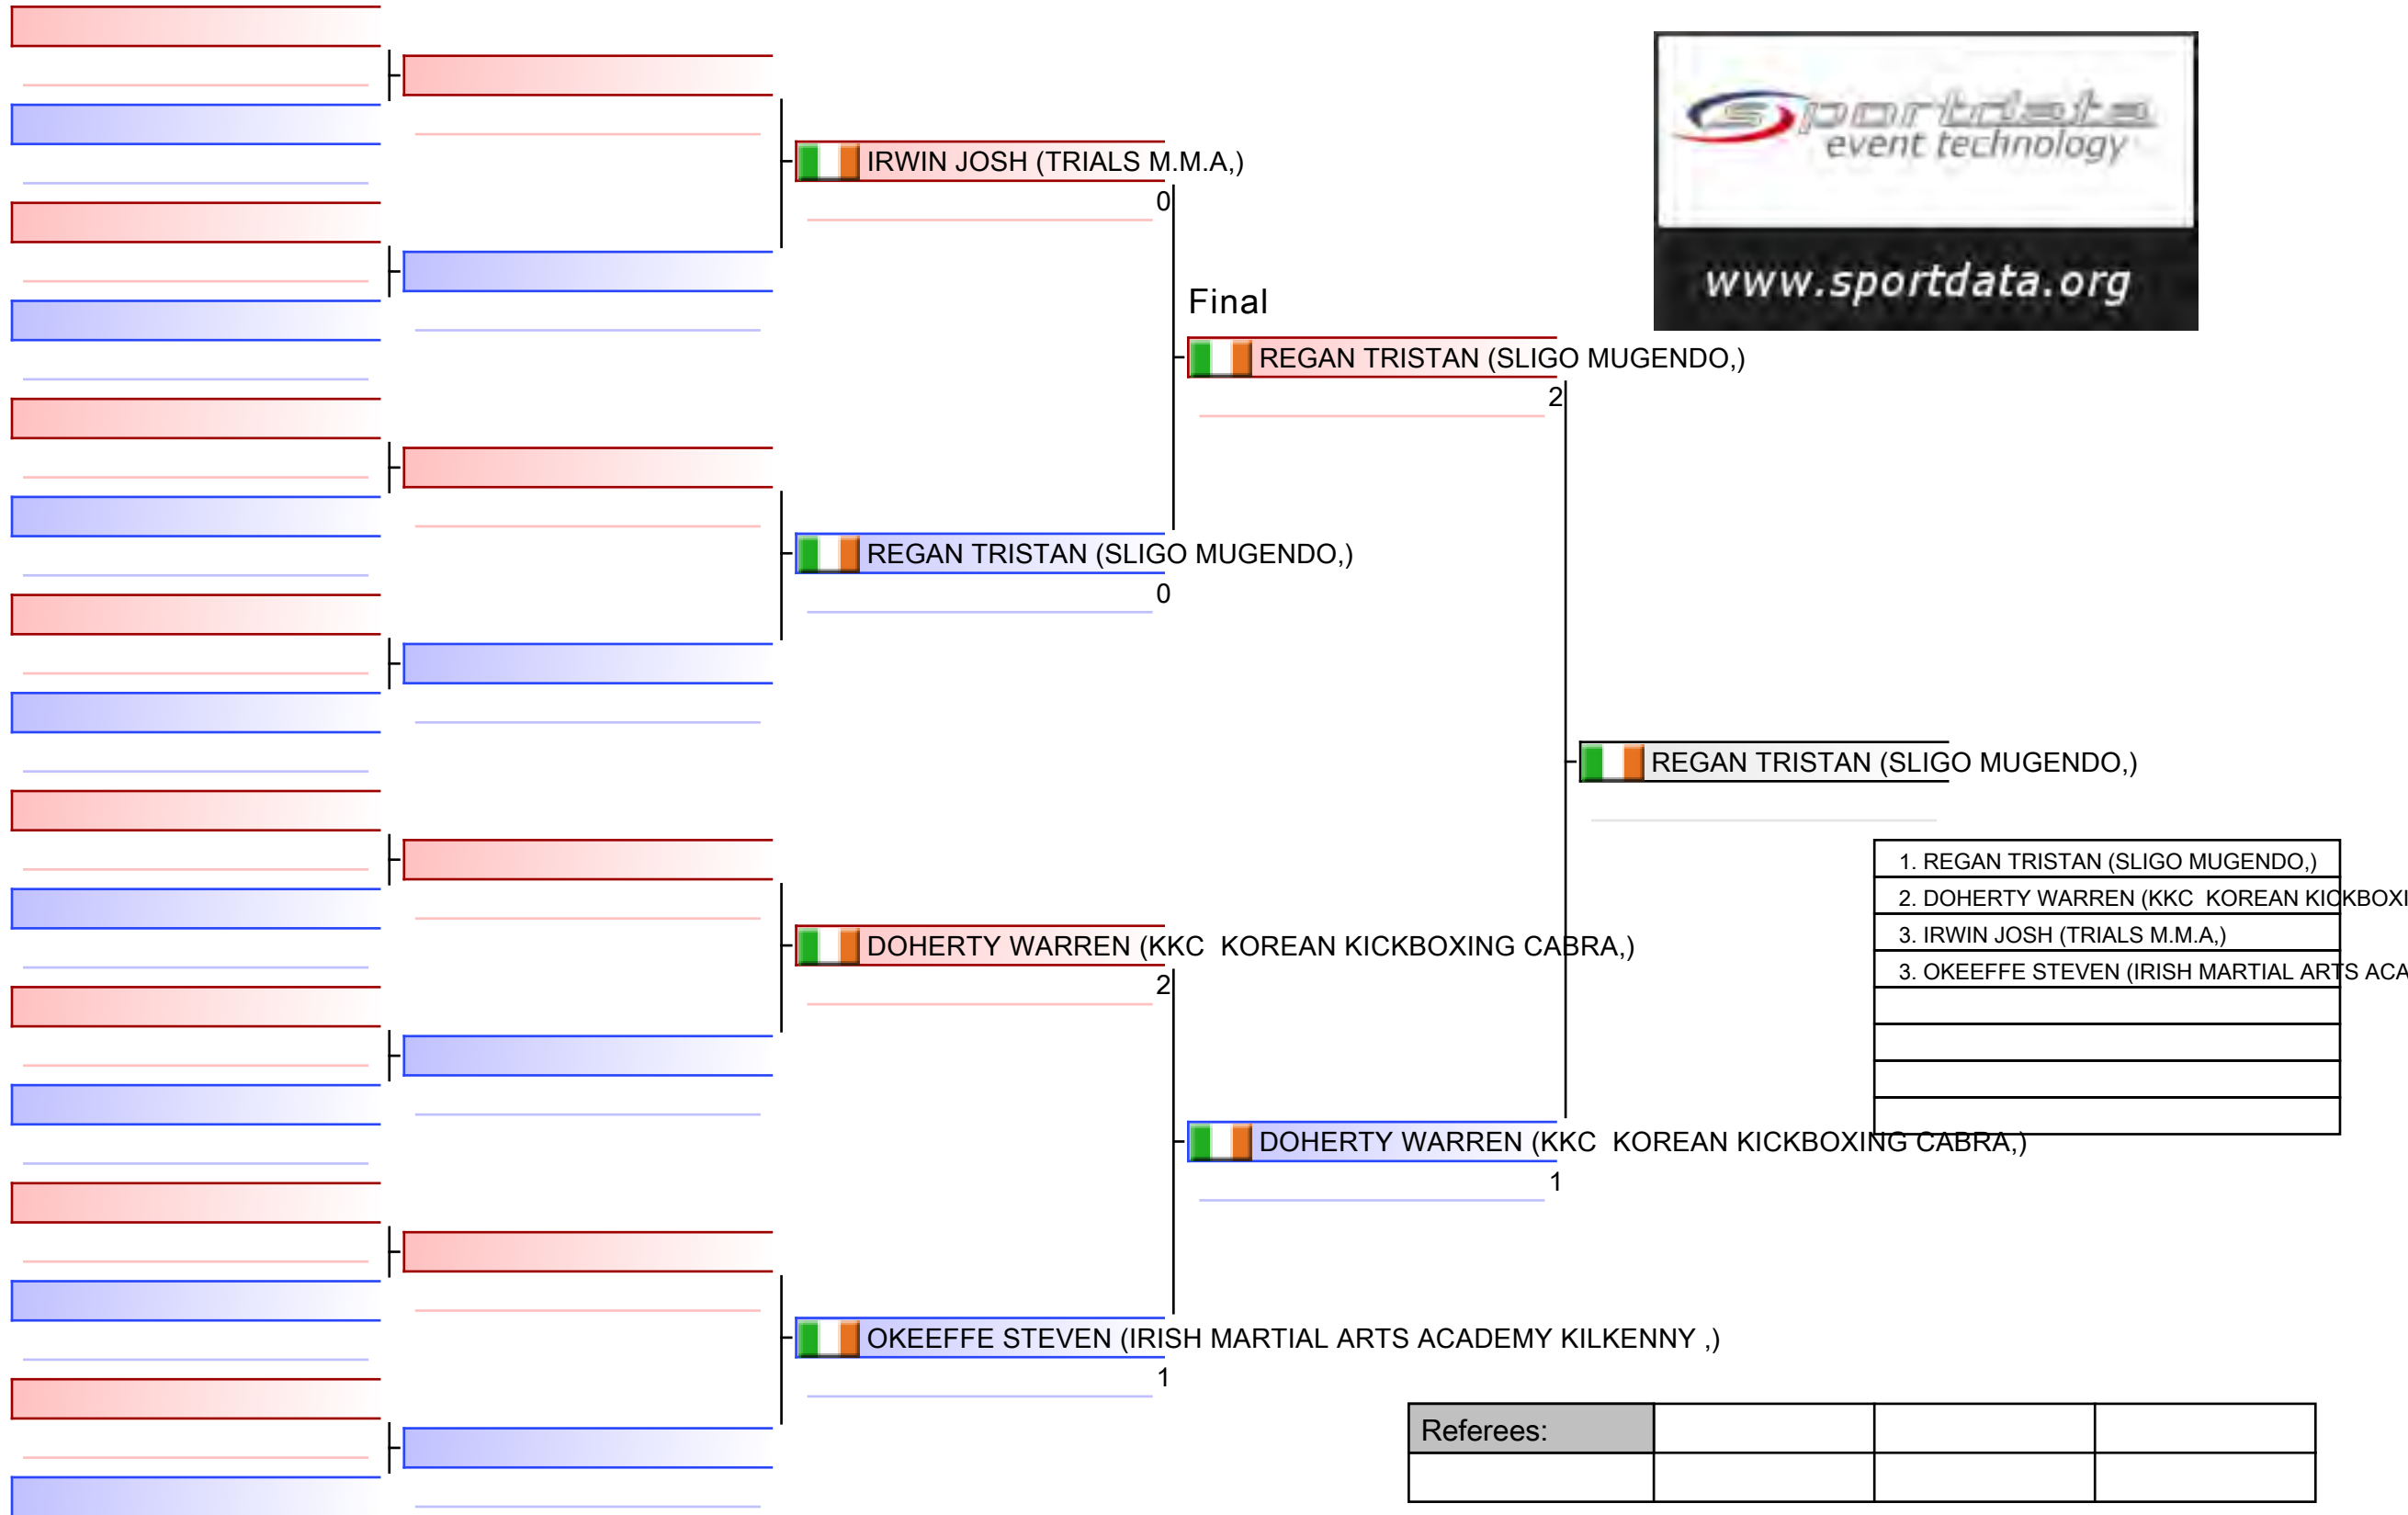 sportdata
event technology
www.sportdata.org
IRWIN JOSH (TRIALS M.M.A,)
0
Final
REGAN TRISTAN (SLIGO MUGENDO,)
2
REGAN TRISTAN (SLIGO MUGENDO,)
0
REGAN TRISTAN (SLIGO MUGENDO,)
1. REGAN TRISTAN (SLIGO MUGENDO,)
2. DOHERTY WARREN (KKC  KOREAN KICKBOXI
3. IRWIN JOSH (TRIALS M.M.A,)
3. OKEEFFE STEVEN (IRISH MARTIAL ARTS ACA
DOHERTY WARREN (KKC  KOREAN KICKBOXING CABRA,)
2
DOHERTY WARREN (KKC  KOREAN KICKBOXING CABRA,)
1
OKEEFFE STEVEN (IRISH MARTIAL ARTS ACADEMY KILKENNY ,)
1
Referees: